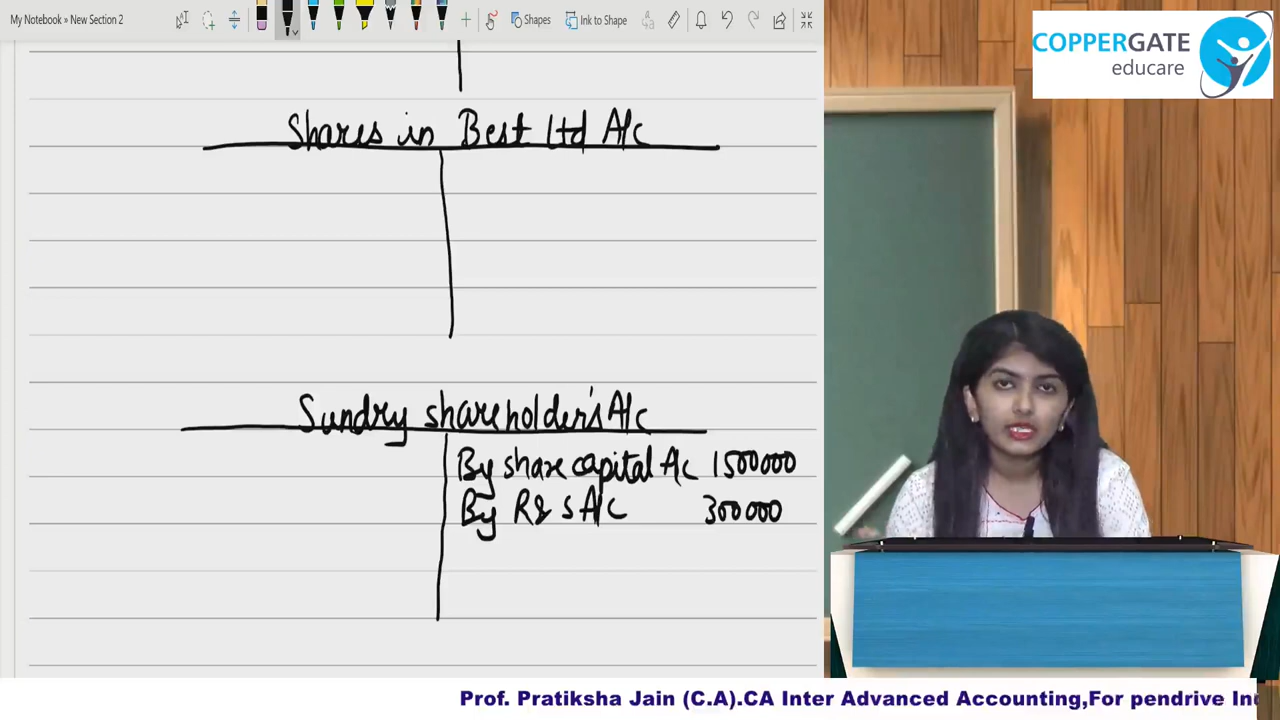 My Notebook » New Section 2
Shapes
Ink to Shape
COPPERGATE
educare
Shares in Best Ltd A/c
Sundry shareholder's A/c
By share capital A/c 1500000
By R & S A/c 300000
Prof. Pratiksha Jain (C.A).CA Inter Advanced Accounting,For pendrive In